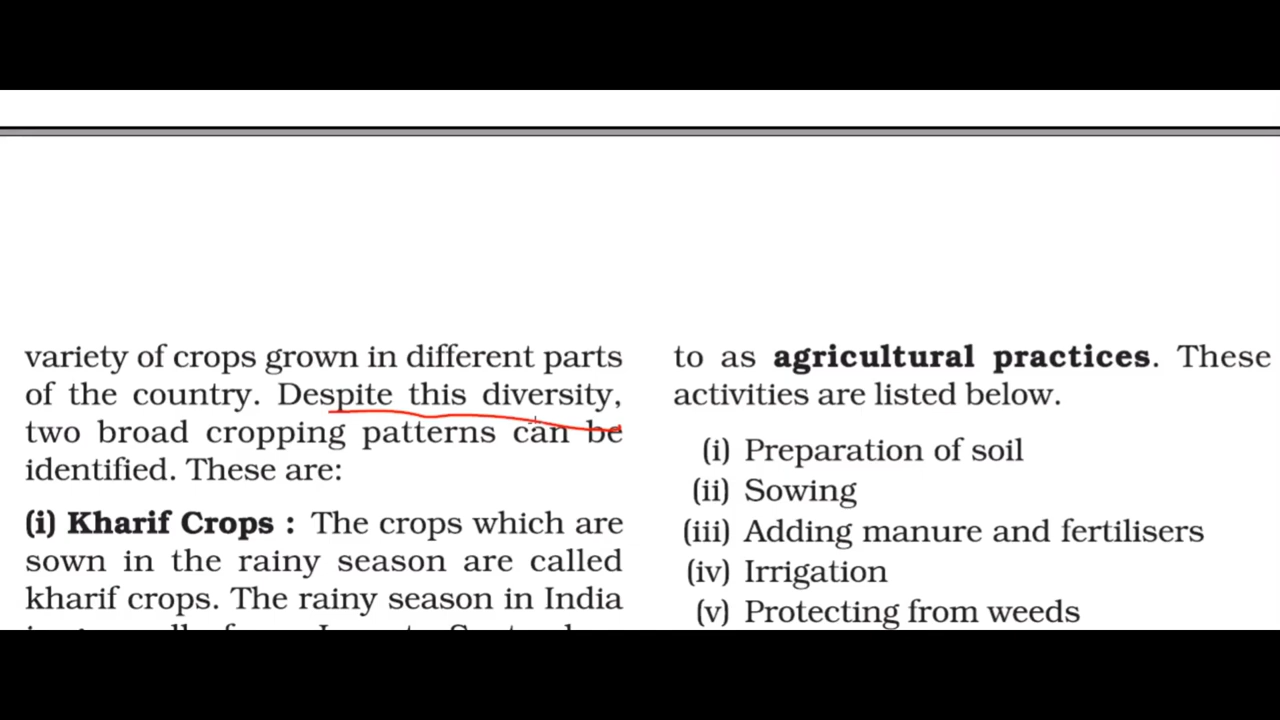 variety of crops grown in different parts
of the country. Despite this diversity,
two broad cropping patterns can be
identified. These are:
(i) Kharif Crops : The crops which are
sown in the rainy season are called
kharif crops. The rainy season in India
to as agricultural practices. These
activities are listed below.
(i) Preparation of soil
(ii) Sowing
(iii) Adding manure and fertilisers
(iv) Irrigation
(v) Protecting from weeds